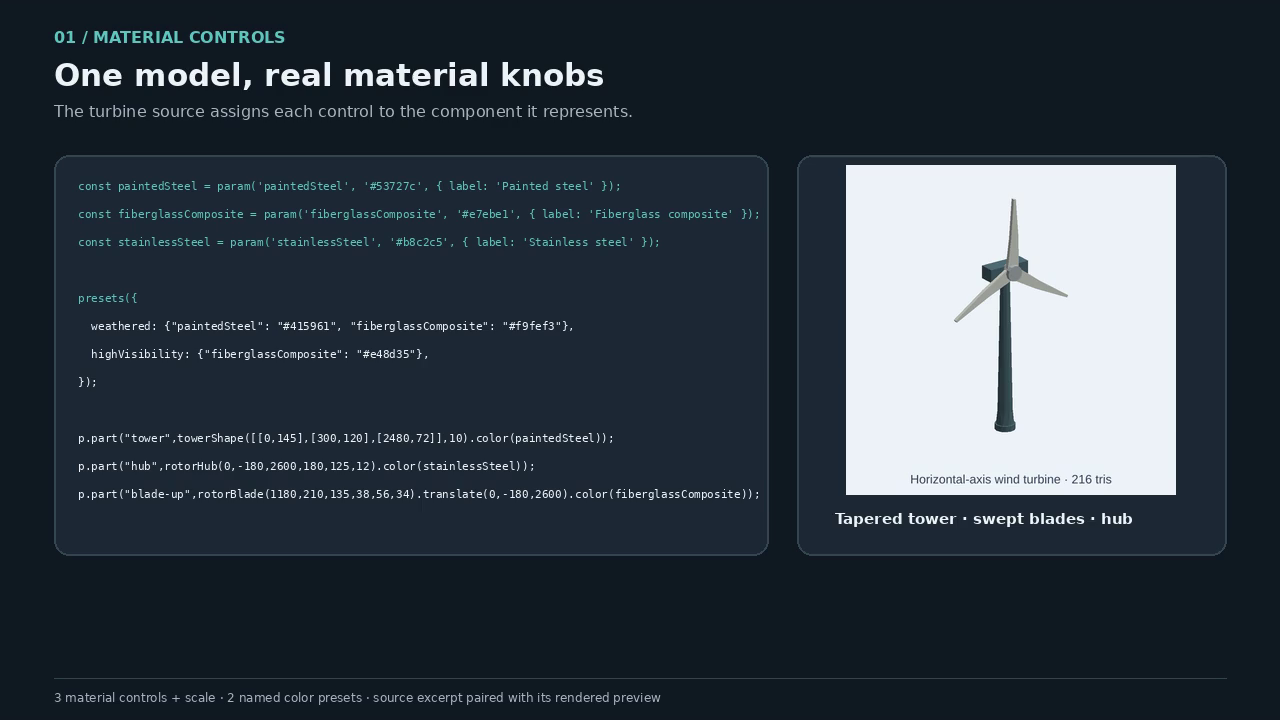 01 / MATERIAL CONTROLS
One model, real material knobs
The turbine source assigns each control to the component it represents.
const paintedSteel = param('paintedSteel', '#53727c', { label: 'Painted steel' });
const fiberglassComposite = param('fiberglassComposite', '#e7ebe1', { label: 'Fiberglass composite' });
const stainlessSteel = param('stainlessSteel', '#b8c2c5', { label: 'Stainless steel' });
presets({
  weathered: {"paintedSteel": "#415961", "fiberglassComposite": "#f9fef3"},
  highVisibility: {"fiberglassComposite": "#e48d35"},
});
p.part("tower",towerShape([[0,145],[300,120],[2480,72]],10).color(paintedSteel));
p.part("hub",rotorHub(0,-180,2600,180,125,12).color(stainlessSteel));
p.part("blade-up",rotorBlade(1180,210,135,38,56,34).translate(0,-180,2600).color(fiberglassComposite));
Horizontal-axis wind turbine · 216 tris
Tapered tower · swept blades · hub
3 material controls + scale · 2 named color presets · source excerpt paired with its rendered preview